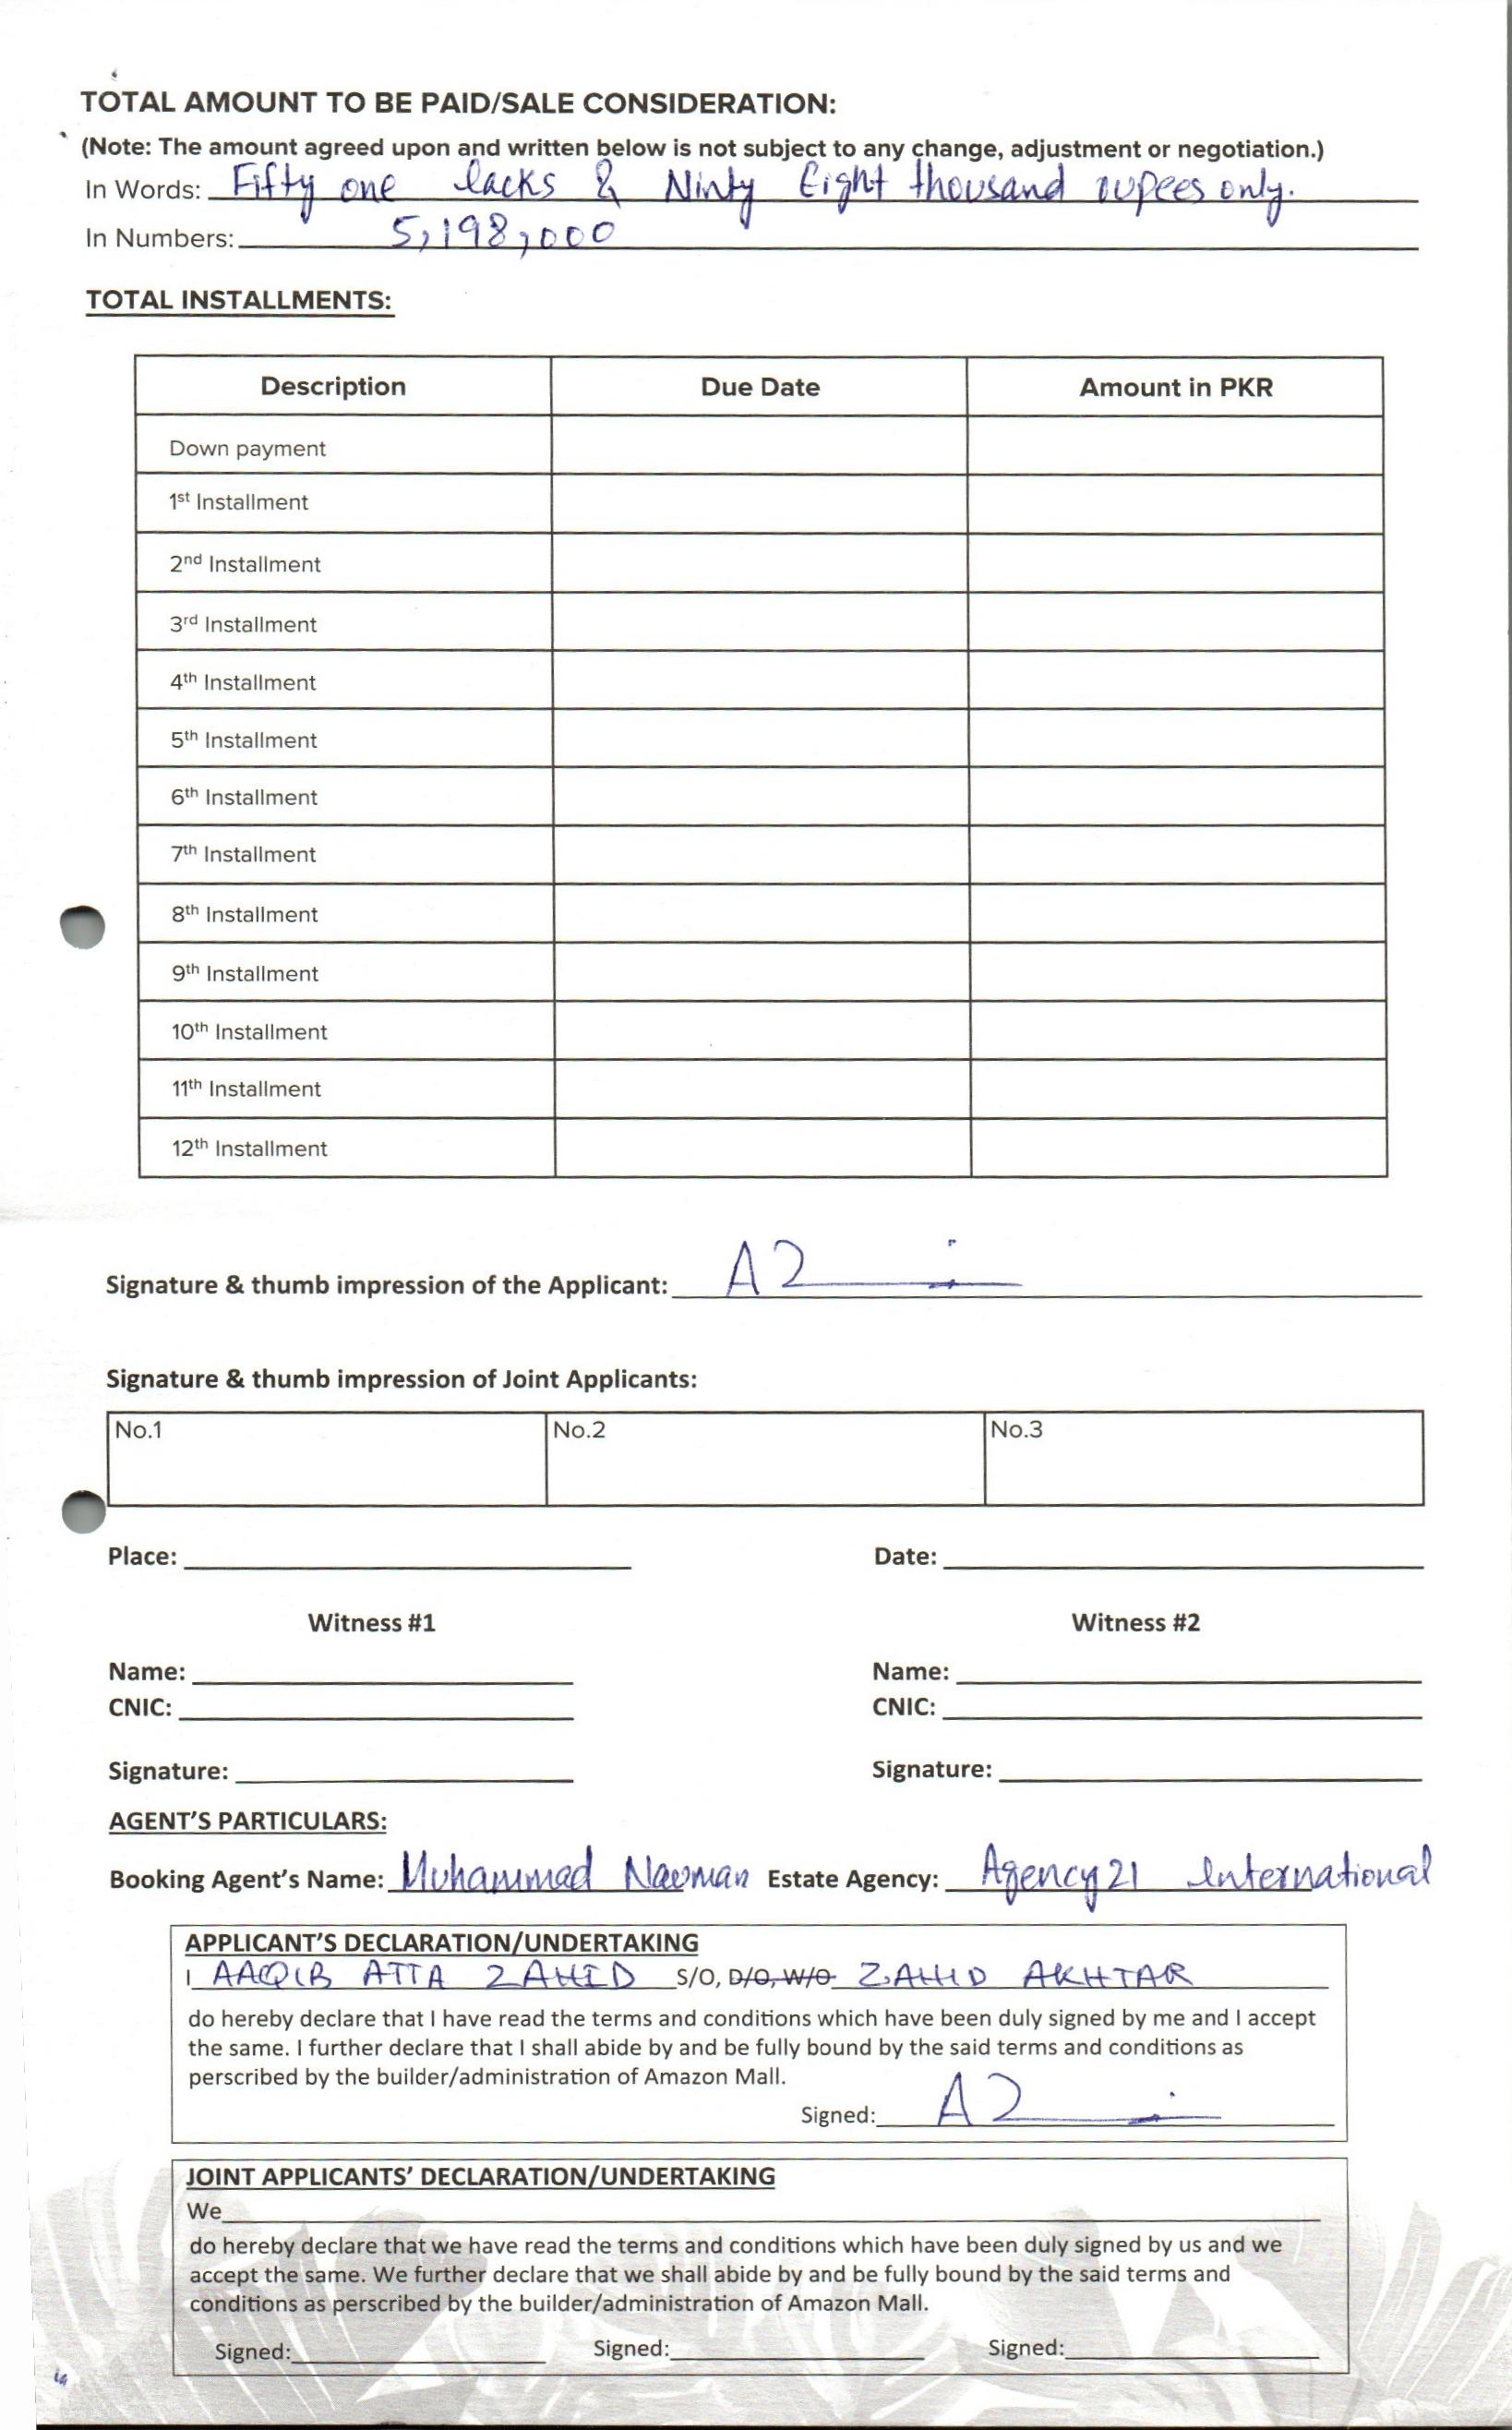 TOTAL AMOUNT TO BE PAID/SALE CONSIDERATION:
(Note: The amount agreed upon and written below is not subject to any change, adjustment or negotiation.)
In Words: Fifty one lacks & Ninty Eight thousand rupees only.
In Numbers: 5,198,000
TOTAL INSTALLMENTS:
Description Due Date Amount in PKR
Down payment
1st Installment
2nd Installment
3rd Installment
4th Installment
5th Installment
6th Installment
7th Installment
8th Installment
9th Installment
10th Installment
11th Installment
12th Installment
Signature & thumb impression of the Applicant: AZ
Signature & thumb impression of Joint Applicants:
No.1 No.2 No.3
Place: Date:
Witness #1 Witness #2
Name: Name:
CNIC: CNIC:
Signature: Signature:
AGENT'S PARTICULARS:
Booking Agent's Name: Muhammad Nauman Estate Agency: Agency21 International
APPLICANT'S DECLARATION/UNDERTAKING
I AAQIB ATTA ZAHID S/O, D/O, W/O ZAHID AKHTAR
do hereby declare that I have read the terms and conditions which have been duly signed by me and I accept
the same. I further declare that I shall abide by and be fully bound by the said terms and conditions as
perscribed by the builder/administration of Amazon Mall.
Signed: AZ
JOINT APPLICANTS' DECLARATION/UNDERTAKING
We
do hereby declare that we have read the terms and conditions which have been duly signed by us and we
accept the same. We further declare that we shall abide by and be fully bound by the said terms and
conditions as perscribed by the builder/administration of Amazon Mall.
Signed: Signed: Signed: